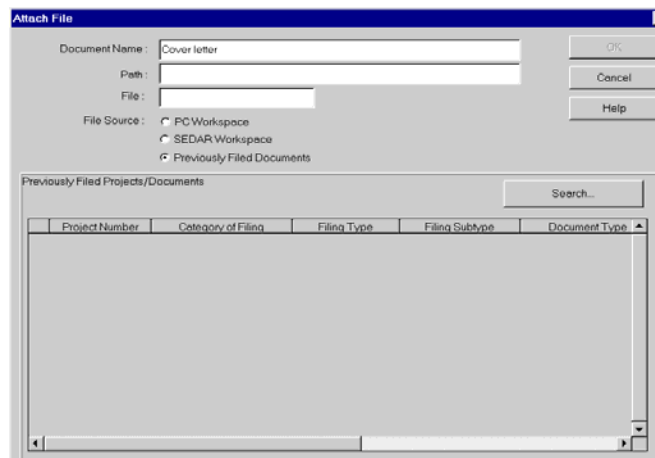 Attach File
Document Name : Cover letter OK
Path : Cancel
File : Help
File Source : PC Workspace
SEDAR Workspace
Previously Filed Documents
Previously Filed Projects/Documents
Search...
Project Number Category of Filing Filing Type Filing Subtype Document Type